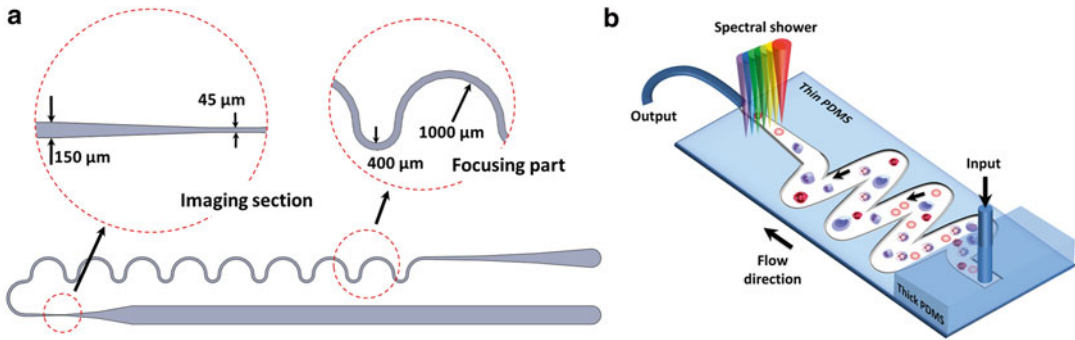 a
45 µm
150 µm
Imaging section
1000 µm
400 µm
Focusing part
b
Spectral shower
Thin PDMS
Output
Input
Flow
direction
Thick PDMS